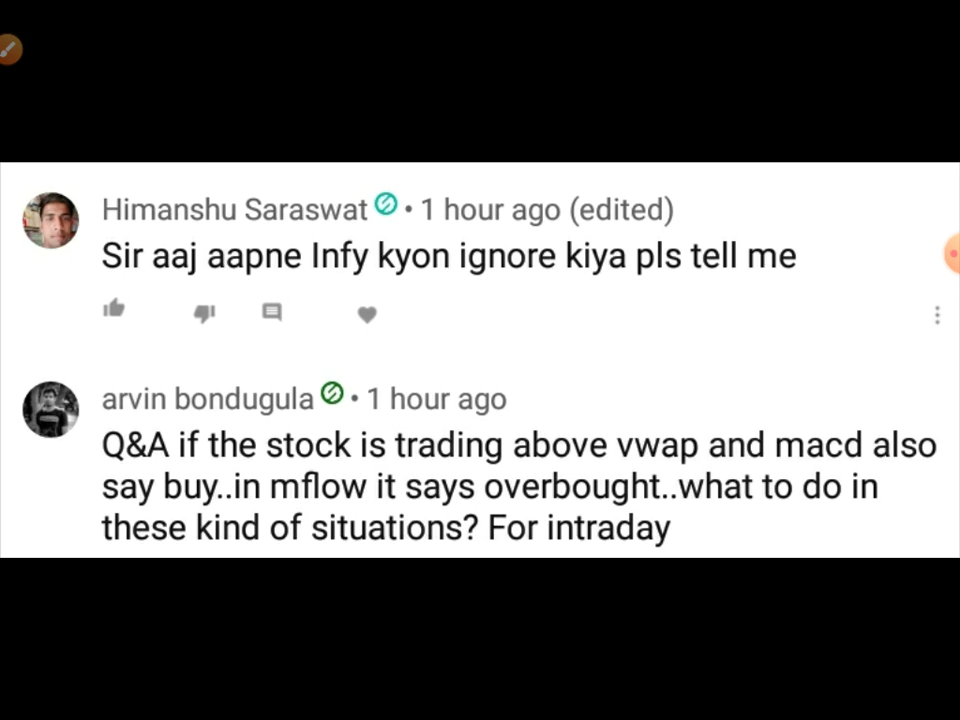 Himanshu Saraswat • 1 hour ago (edited)
Sir aaj aapne Infy kyon ignore kiya pls tell me
arvin bondugula • 1 hour ago
Q&A if the stock is trading above vwap and macd also
say buy..in mflow it says overbought..what to do in
these kind of situations? For intraday